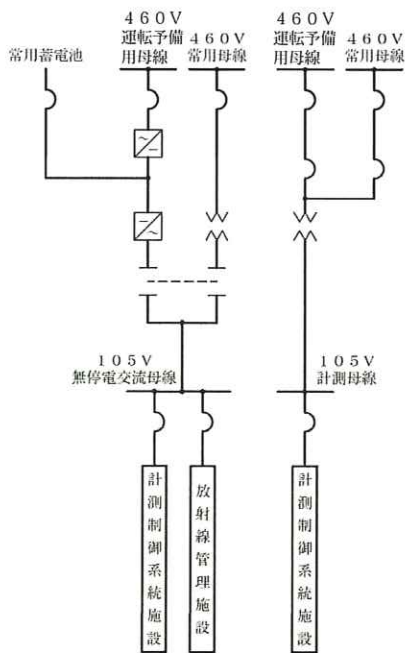 常用蓄電池
４６０Ｖ
運転予備
用母線
４６０Ｖ
常用母線
４６０Ｖ
運転予備
用母線
４６０Ｖ
常用母線
１０５Ｖ
無停電交流母線
１０５Ｖ
計測母線
計測制御系統施設
放射線管理施設
計測制御系統施設